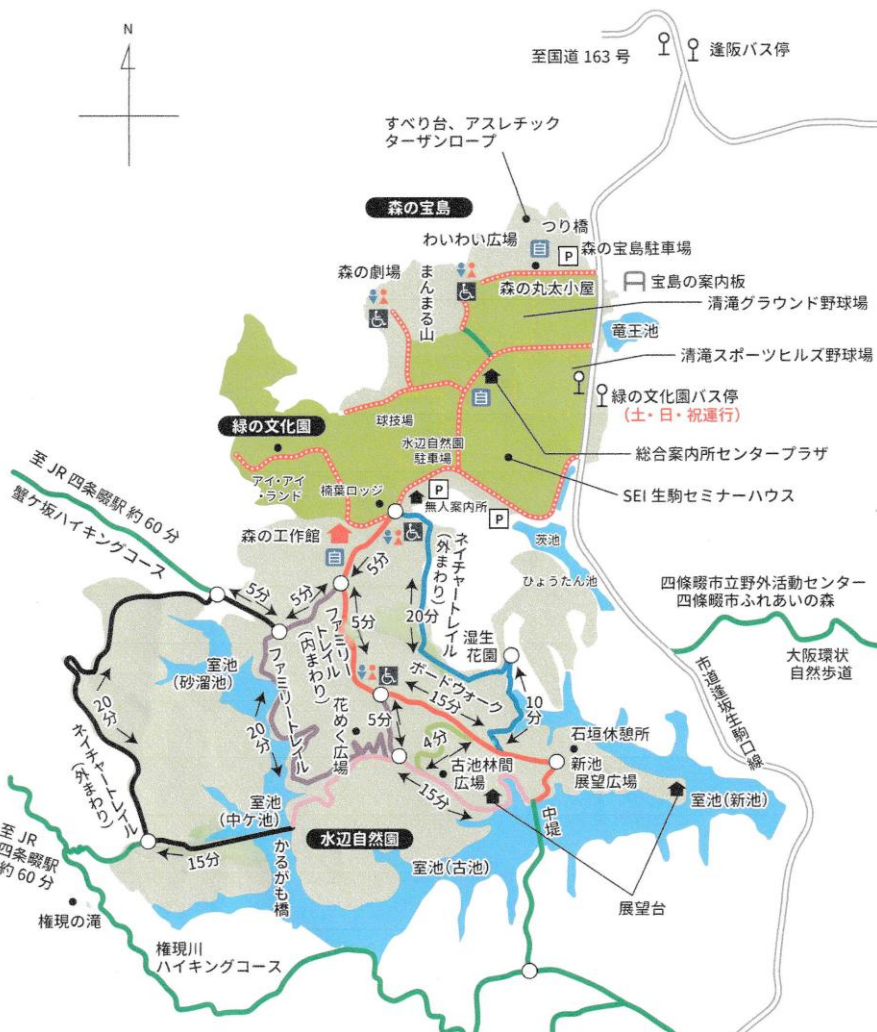 N
至国道 163 号
逢阪バス停
すべり台、アスレチック
ターザンロープ
森の宝島
つり橋
わいわい広場
自
P
森の宝島駐車場
森の劇場
まんまる山
森の丸太小屋
宝島の案内板
清滝グラウンド野球場
竜王池
清滝スポーツヒルズ野球場
自
緑の文化園バス停
(土・日・祝運行)
緑の文化園
球技場
水辺自然園
駐車場
総合案内所センタープラザ
アイ・アイ
・ランド
楠葉ロッジ
P
無人案内所
P
SEI 生駒セミナーハウス
至 JR 四条畷駅 約 60 分
蟹ケ坂ハイキングコース
森の工作館
自
茨池
ひょうたん池
5分
5分
5分
5分
ネイチャートレイル
(外まわり)
20分
四條畷市立野外活動センター
四條畷市ふれあいの森
大阪環状
自然歩道
湿生
花園
ファミリー
トレイル
(内まわり)
ファミリートレイル
室池
(砂溜池)
ボードウォーク
15分
10分
市道逢坂生駒口線
20分
20分
花めく広場
5分
4分
石垣休憩所
新池
展望広場
古池林間
広場
15分
ネイチャートレイル
(外まわり)
室池
(中ケ池)
中堤
室池(新池)
水辺自然園
15分
かるがも橋
室池(古池)
展望台
至 JR
四条畷駅
約 60 分
権現の滝
権現川
ハイキングコース